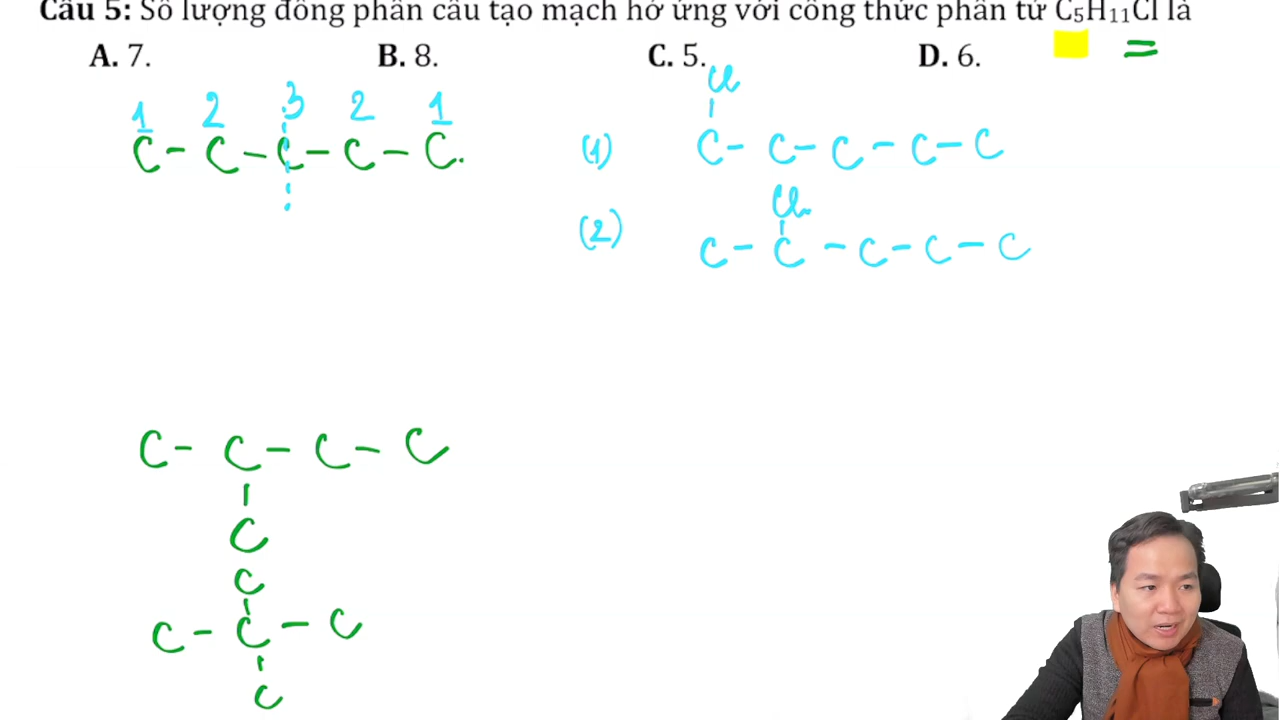 Câu 5: Số lượng đồng phân cấu tạo mạch hở ứng với công thức phân tử C₅H₁₁Cl là
A. 7. B. 8. C. 5. D. 6.
Cl
1 2 3 2 1
C - C - C - C - C.
(1) C - C - C - C - C
Cl
(2) C - C - C - C - C
C - C - C - C
C
C
C - C - C
C